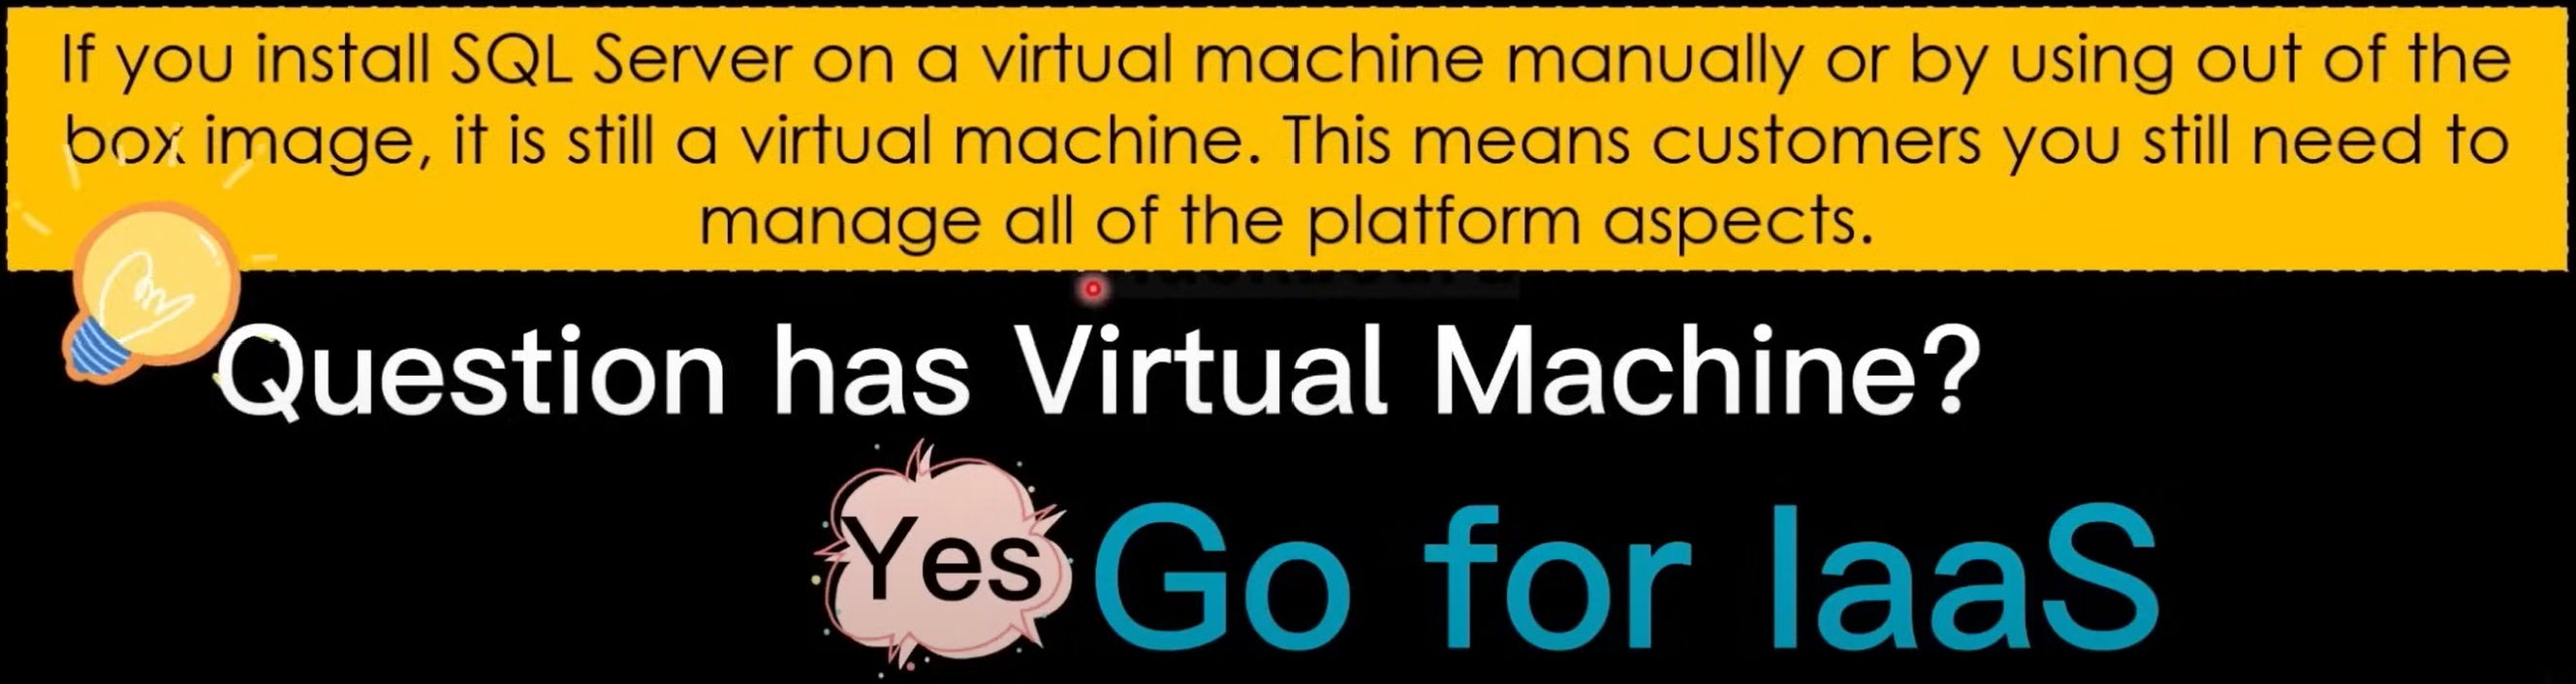 If you install SQL Server on a virtual machine manually or by using out of the
box image, it is still a virtual machine. This means customers you still need to
manage all of the platform aspects.
Question has Virtual Machine?
Yes Go for IaaS